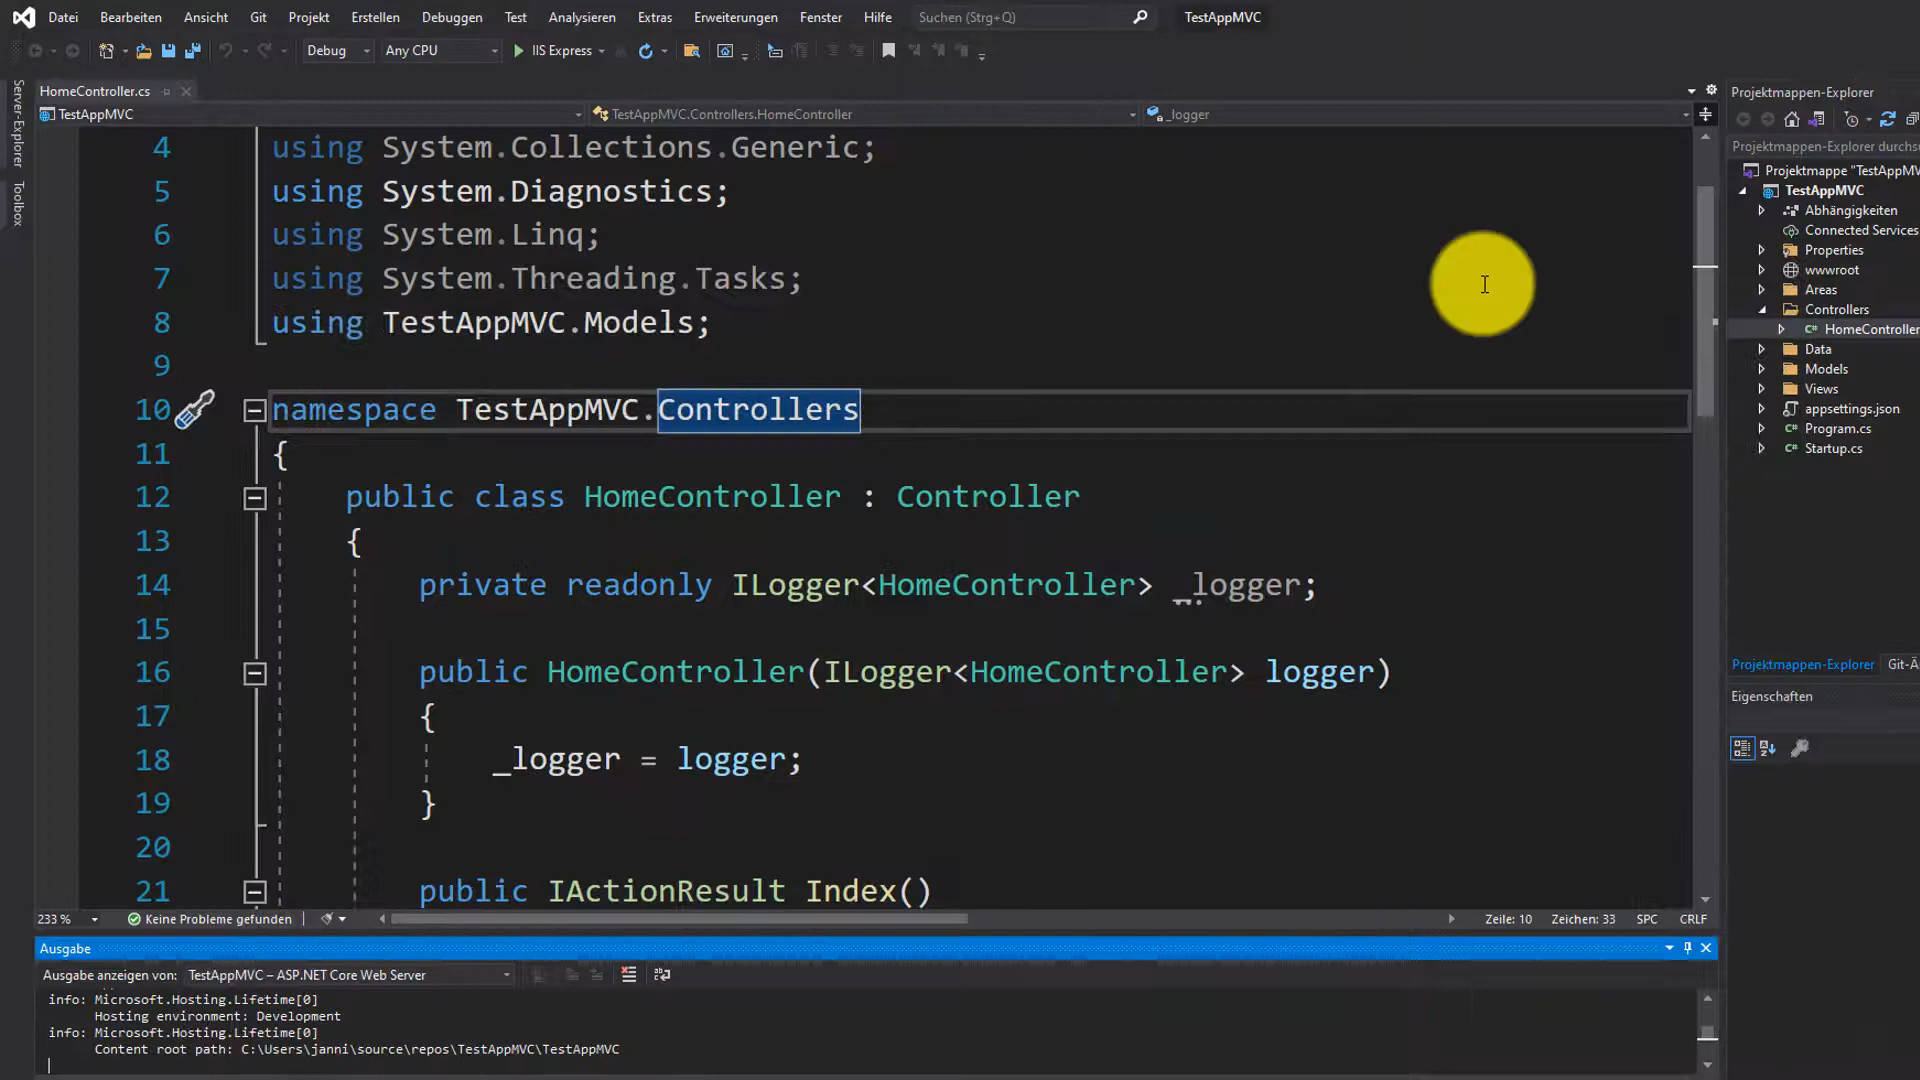 Datei Bearbeiten Ansicht Git Projekt Erstellen Debuggen Test Analysieren Extras Erweiterungen Fenster Hilfe Suchen (Strg+Q) TestAppMVC
Debug Any CPU IIS Express
HomeController.cs
TestAppMVC TestAppMVC.Controllers.HomeController _logger
Server-Explorer
Toolbox
4 using System.Collections.Generic;
5 using System.Diagnostics;
6 using System.Linq;
7 using System.Threading.Tasks;
8 using TestAppMVC.Models;
9
10 namespace TestAppMVC.Controllers
11 {
12 public class HomeController : Controller
13 {
14 private readonly ILogger<HomeController> _logger;
15
16 public HomeController(ILogger<HomeController> logger)
17 {
18 _logger = logger;
19 }
20
21 public IActionResult Index()
233 % Keine Probleme gefunden Zeile: 10 Zeichen: 33 SPC CRLF
Ausgabe
Ausgabe anzeigen von: TestAppMVC – ASP.NET Core Web Server
info: Microsoft.Hosting.Lifetime[0]
Hosting environment: Development
info: Microsoft.Hosting.Lifetime[0]
Content root path: C:\Users\janni\source\repos\TestAppMVC\TestAppMVC
Projektmappen-Explorer
Projektmappen-Explorer durchs
Projektmappe "TestAppMV
TestAppMVC
Abhängigkeiten
Connected Services
Properties
wwwroot
Areas
Controllers
C# HomeController
Data
Models
Views
appsettings.json
C# Program.cs
C# Startup.cs
Projektmappen-Explorer Git-Ä
Eigenschaften